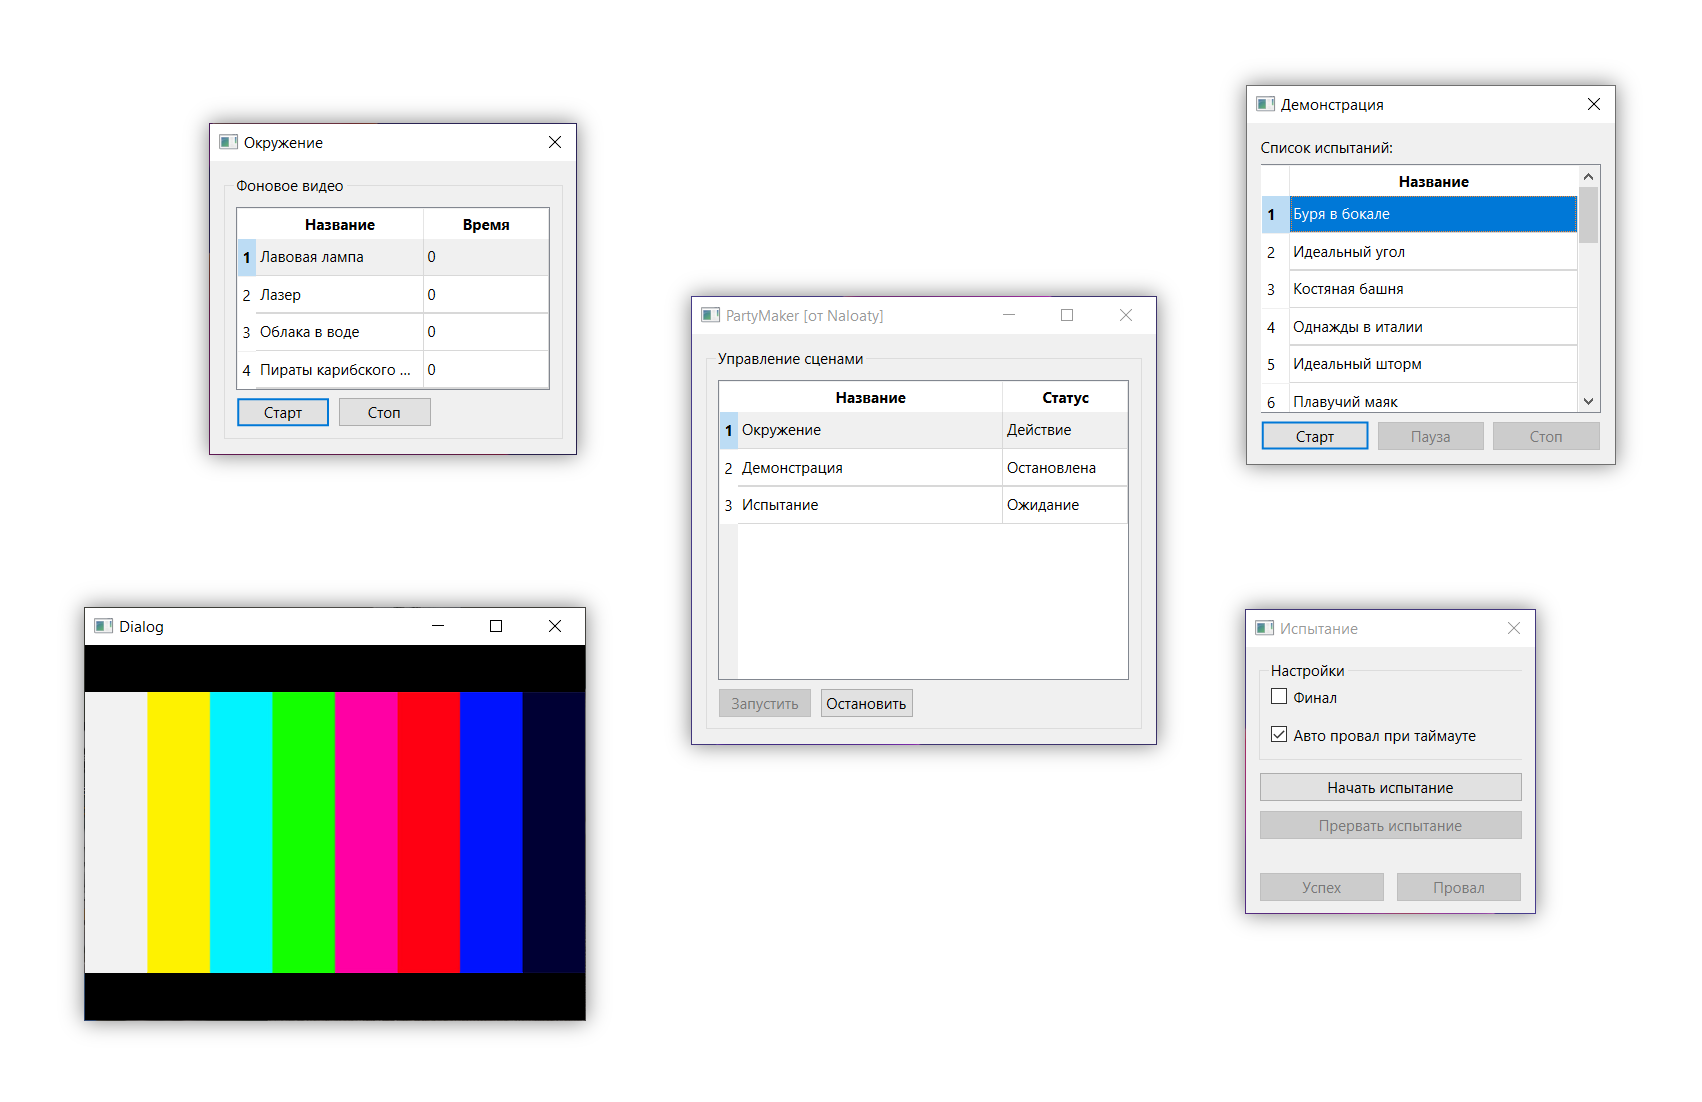 Окружение
Фоновое видео
Название Время
1 Лавовая лампа 0
2 Лазер 0
3 Облака в воде 0
4 Пираты карибского ... 0
Старт Стоп
Dialog
PartyMaker [от Naloaty]
Управление сценами
Название Статус
1 Окружение Действие
2 Демонстрация Остановлена
3 Испытание Ожидание
Запустить Остановить
Демонстрация
Список испытаний:
Название
1 Буря в бокале
2 Идеальный угол
3 Костяная башня
4 Однажды в италии
5 Идеальный шторм
6 Плавучий маяк
Старт Пауза Стоп
Испытание
Настройки
Финал
Авто провал при таймауте
Начать испытание
Прервать испытание
Успех Провал